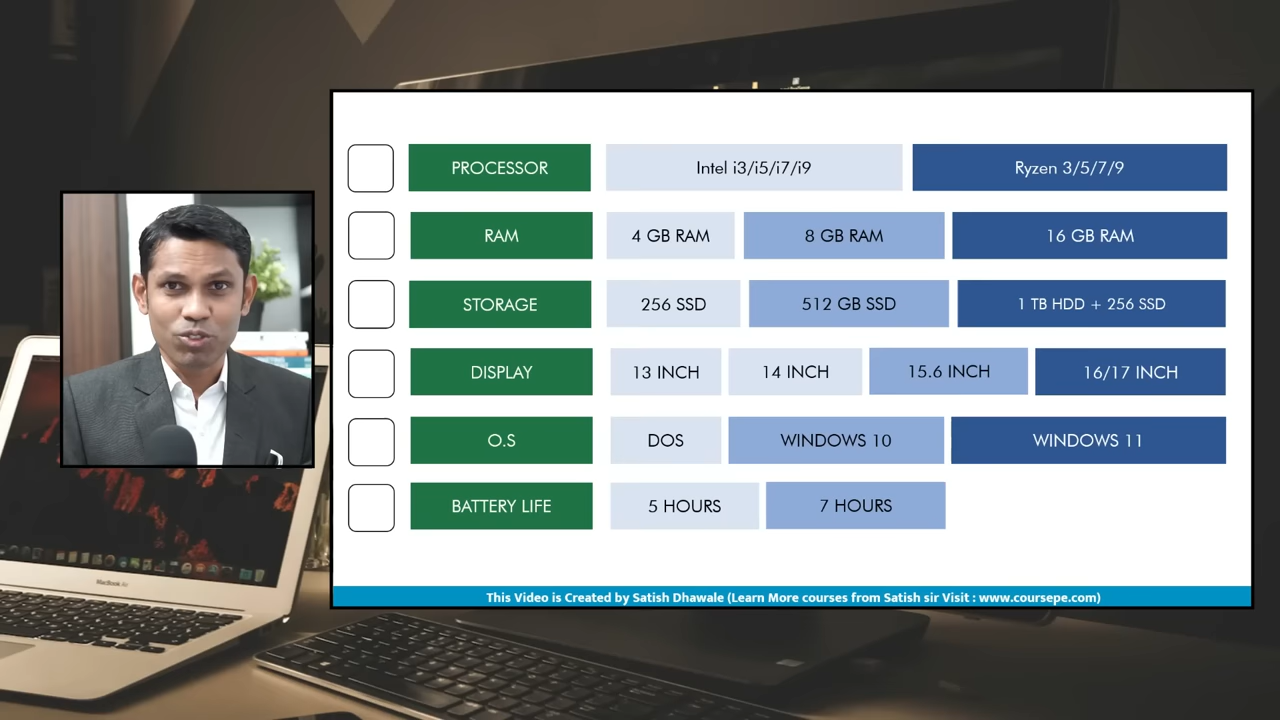 PROCESSOR Intel i3/i5/i7/i9 Ryzen 3/5/7/9
RAM 4 GB RAM 8 GB RAM 16 GB RAM
STORAGE 256 SSD 512 GB SSD 1 TB HDD + 256 SSD
DISPLAY 13 INCH 14 INCH 15.6 INCH 16/17 INCH
O.S DOS WINDOWS 10 WINDOWS 11
BATTERY LIFE 5 HOURS 7 HOURS
MacBook Air
This Video is Created by Satish Dhawale (Learn More courses from Satish sir Visit : www.coursepe.com)